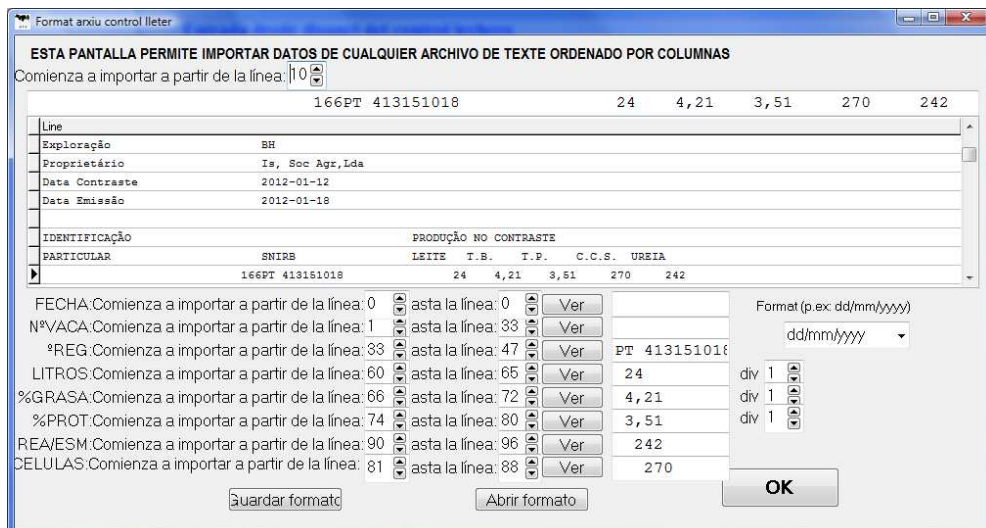 Format arxiu control lleter
ESTA PANTALLA PERMITE IMPORTAR DATOS DE CUALQUIER ARCHIVO DE TEXTE ORDENADO POR COLUMNAS
Comienza a importar a partir de la línea: 10
166PT 413151018 24 4,21 3,51 270 242
Line
Exploração BH
Proprietário Is, Soc Agr,Lda
Data Contraste 2012-01-12
Data Emissão 2012-01-18
IDENTIFICAÇÃO PRODUÇÃO NO CONTRASTE
PARTICULAR SNIRB LEITE T.B. T.P. C.C.S. UREIA
166PT 413151018 24 4,21 3,51 270 242
FECHA:Comienza a importar a partir de la línea: 0 asta la línea: 0 Ver Format (p.ex: dd/mm/yyyy)
NºVACA:Comienza a importar a partir de la línea: 1 asta la línea: 33 Ver dd/mm/yyyy
ºREG:Comienza a importar a partir de la línea: 33 asta la línea: 47 Ver PT 413151018
LITROS:Comienza a importar a partir de la línea: 60 asta la línea: 65 Ver 24 div 1
%GRASA:Comienza a importar a partir de la línea: 66 asta la línea: 72 Ver 4,21 div 1
%PROT:Comienza a importar a partir de la línea: 74 asta la línea: 80 Ver 3,51 div 1
REA/ESM:Comienza a importar a partir de la línea: 90 asta la línea: 96 Ver 242
CELULAS:Comienza a importar a partir de la línea: 81 asta la línea: 88 Ver 270
Guardar formato Abrir formato OK